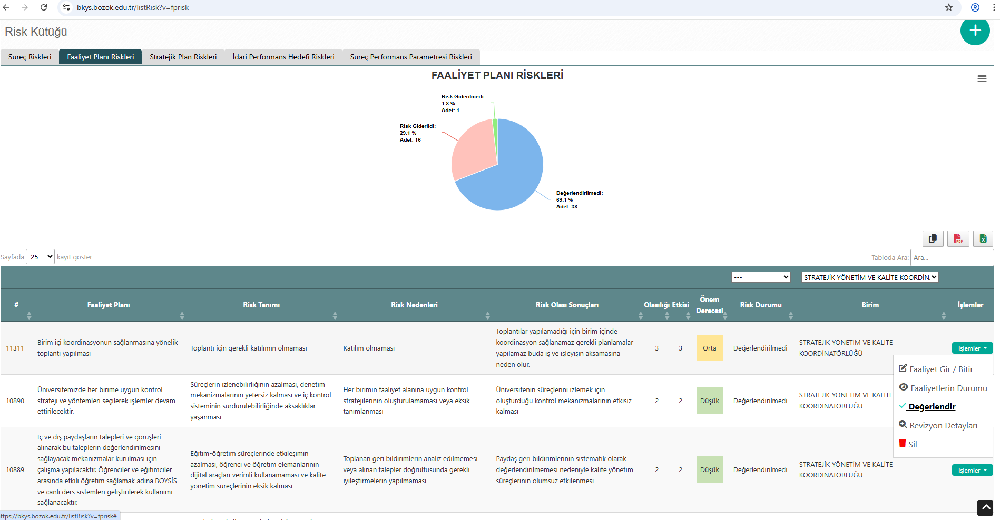 bkys.bozok.edu.tr/listRisk?v=fprisk
Risk Kütüğü
Süreç Riskleri
Faaliyet Planı Riskleri
Stratejik Plan Riskleri
İdari Performans Hedefi Riskleri
Süreç Performans Parametresi Riskleri
FAALİYET PLANI RİSKLERİ
Risk Giderilmedi:
1.8 %
Adet: 1
Risk Giderildi:
29.1 %
Adet: 16
Değerlendirilmedi:
69.1 %
Adet: 38
PDF
Sayfada 25 kayıt göster
Tabloda Ara: Ara...
---
STRATEJİK YÖNETİM VE KALİTE KOORDİN.
#
Faaliyet Planı
Risk Tanımı
Risk Nedenleri
Risk Olası Sonuçları
Olasılığı
Etkisi
Önem
Derecesi
Risk Durumu
Birim
İşlemler
11311
Birim içi koordinasyonun sağlanmasına yönelik
toplantı yapılması
Toplantı için gerekli katılımın olmaması
Katılım olmaması
Toplantılar yapılamadığı için birim içinde
koordinasyon sağlanamaz gerekli planlamalar
yapılamaz buda iş ve işleyişin aksamasına
neden olur.
3
3
Orta
Değerlendirilmedi
STRATEJİK YÖNETİM VE KALİTE
KOORDİNATÖRLÜĞÜ
İşlemler
Faaliyet Gir / Bitir
Faaliyetlerin Durumu
Değerlendir
Revizyon Detayları
Sil
10890
Üniversitemizde her birime uygun kontrol
strateji ve yöntemleri seçilerek işlemler devam
ettirilecektir.
Süreçlerin izlenebilirliğinin azalması, denetim
mekanizmalarının yetersiz kalması ve iç kontrol
sisteminin sürdürülebilirliğinde aksaklıklar
yaşanması
Her birimin faaliyet alanına uygun kontrol
stratejilerinin oluşturulamaması veya eksik
tanımlanması
Üniversitenin süreçlerini izlemek için
oluşturduğu kontrol mekanizmalarının etkisiz
kalması
2
2
Düşük
Değerlendirilmedi
STRATEJİK YÖNETİM VE KALİTE
KOORDİNATÖRLÜĞÜ
10889
İç ve dış paydaşların talepleri ve görüşleri
alınarak bu taleplerin değerlendirilmesini
sağlayacak mekanizmalar kurulması için
çalışma yapılacaktır. Öğrenciler ve eğitimciler
arasında etkili öğretim sağlamak adına BOYSİS
ve canlı ders sistemleri geliştirilerek kullanımı
sağlanacaktır.
Eğitim-öğretim süreçlerinde etkileşimin
azalması, öğrenci ve öğretim elemanlarının
dijital araçları verimli kullanamaması ve kalite
yönetim süreçlerinin eksik kalması
Toplanan geri bildirimlerin analiz edilmemesi
veya alınan talepler doğrultusunda gerekli
iyileştirmelerin yapılmaması
Paydaş geri bildirimlerinin sistematik olarak
değerlendirilmemesi nedeniyle kalite yönetim
süreçlerinin olumsuz etkilenmesi
2
2
Düşük
Değerlendirilmedi
STRATEJİK YÖNETİM VE KALİTE
KOORDİNATÖRLÜĞÜ
İşlemler
ttps://bkys.bozok.edu.tr/listRisk?v=fprisk#